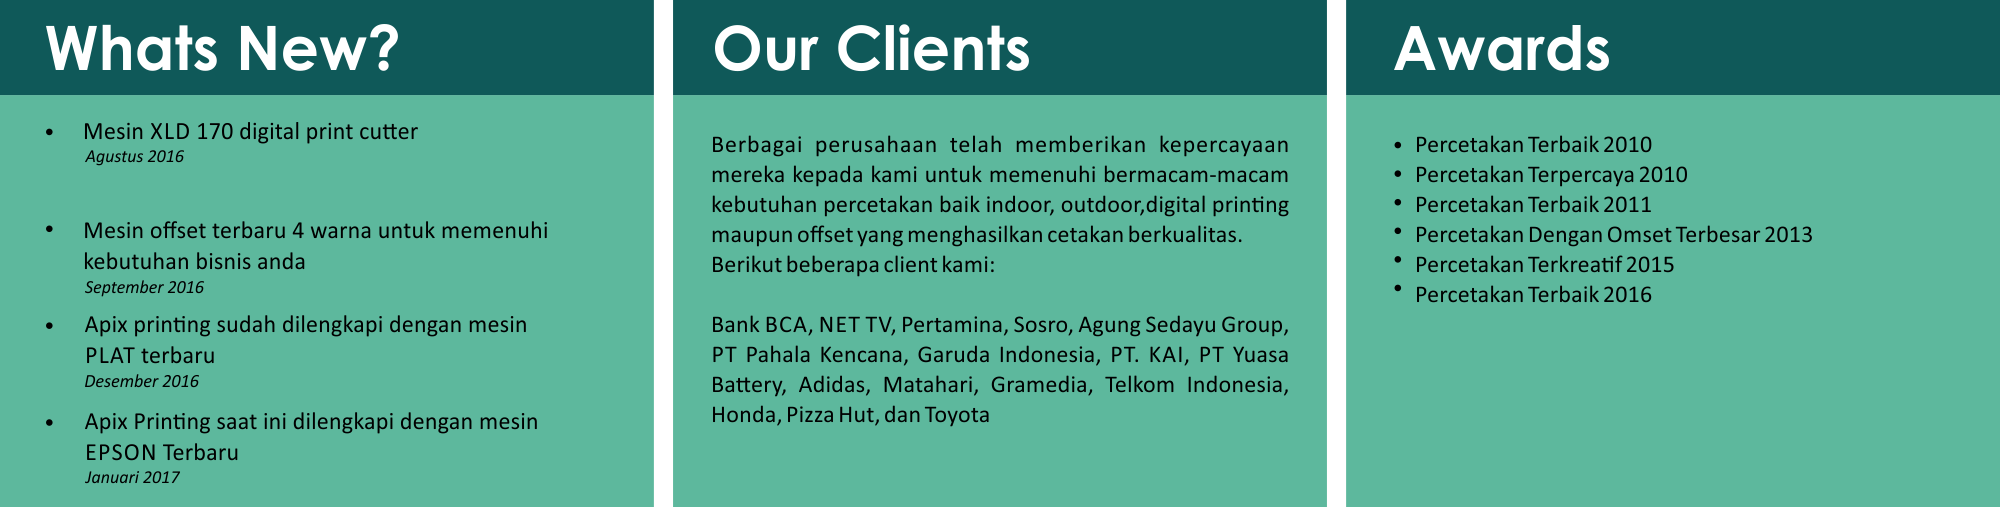 Whats New?
• Mesin XLD 170 digital print cutter
Agustus 2016
• Mesin offset terbaru 4 warna untuk memenuhi
kebutuhan bisnis anda
September 2016
• Apix printing sudah dilengkapi dengan mesin
PLAT terbaru
Desember 2016
• Apix Printing saat ini dilengkapi dengan mesin
EPSON Terbaru
Januari 2017
Our Clients
Berbagai perusahaan telah memberikan kepercayaan
mereka kepada kami untuk memenuhi bermacam-macam
kebutuhan percetakan baik indoor, outdoor,digital printing
maupun offset yang menghasilkan cetakan berkualitas.
Berikut beberapa client kami:
Bank BCA, NET TV, Pertamina, Sosro, Agung Sedayu Group,
PT Pahala Kencana, Garuda Indonesia, PT. KAI, PT Yuasa
Battery, Adidas, Matahari, Gramedia, Telkom Indonesia,
Honda, Pizza Hut, dan Toyota
Awards
• Percetakan Terbaik 2010
• Percetakan Terpercaya 2010
• Percetakan Terbaik 2011
• Percetakan Dengan Omset Terbesar 2013
• Percetakan Terkreatif 2015
• Percetakan Terbaik 2016